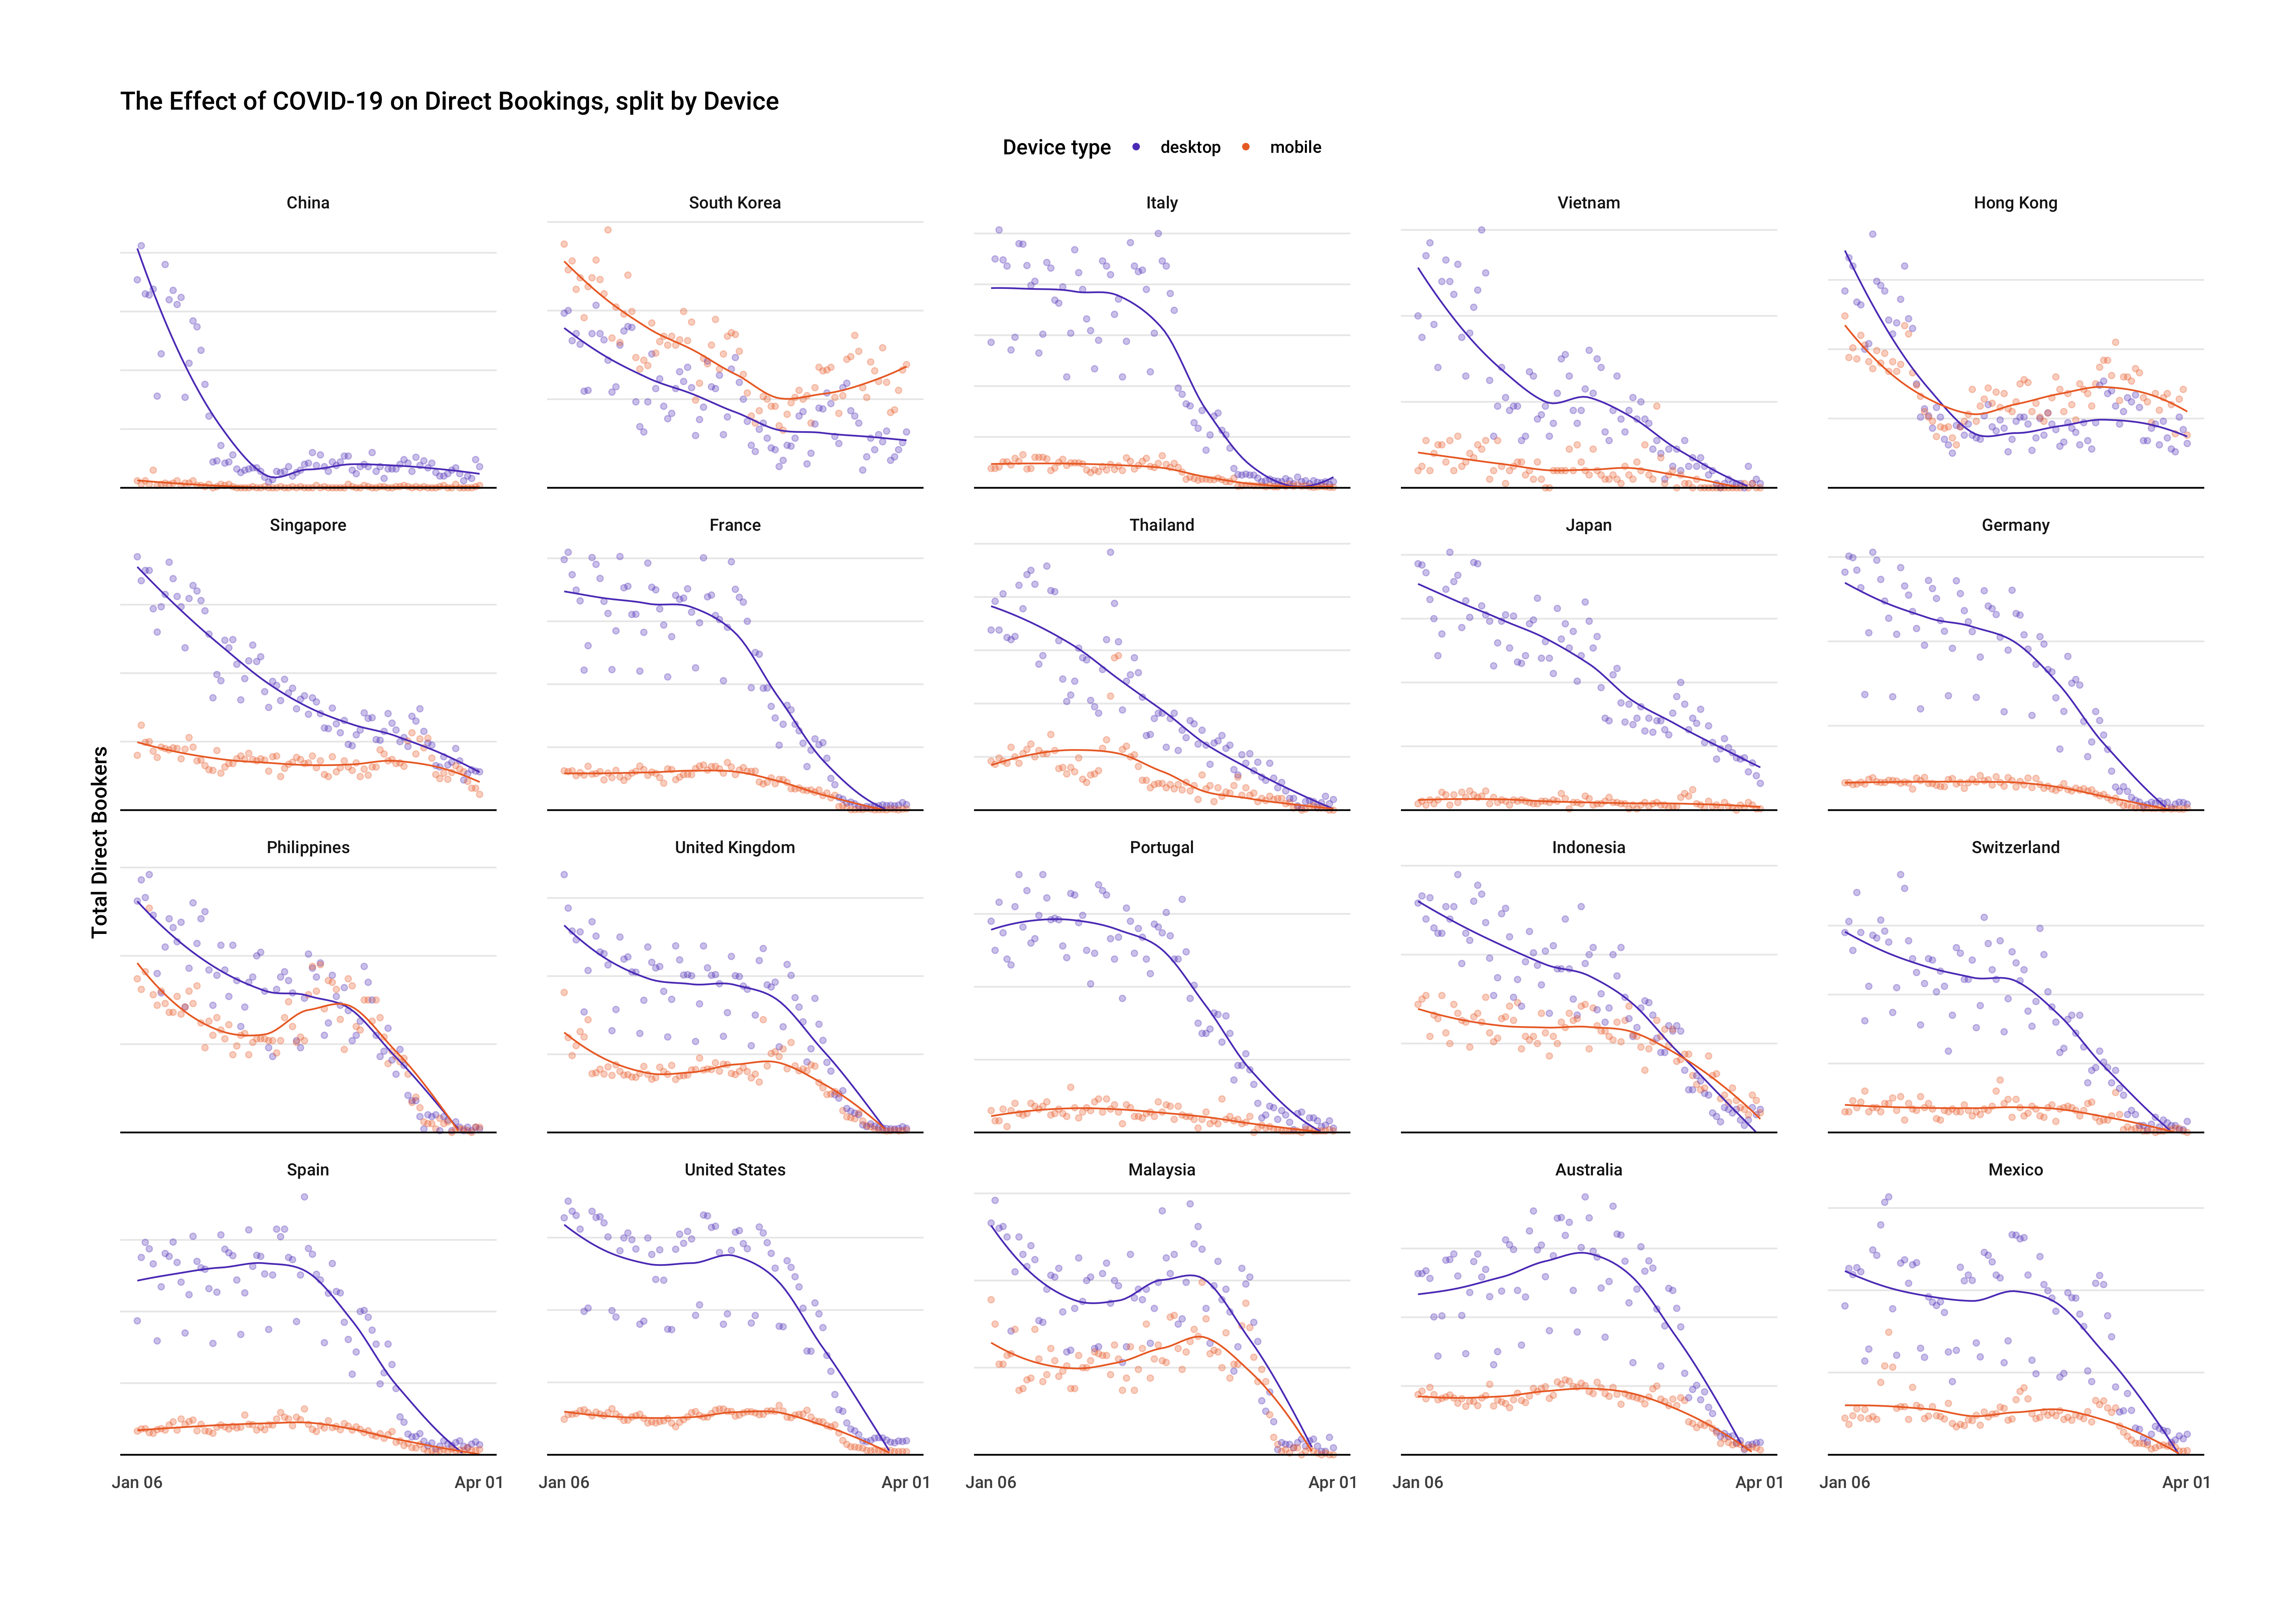 The Effect of COVID-19 on Direct Bookings, split by Device
Device type desktop mobile
China South Korea Italy Vietnam Hong Kong
Singapore France Thailand Japan Germany
Total Direct Bookers
Philippines United Kingdom Portugal Indonesia Switzerland
Spain United States Malaysia Australia Mexico
Jan 06 Apr 01 Jan 06 Apr 01 Jan 06 Apr 01 Jan 06 Apr 01 Jan 06 Apr 01